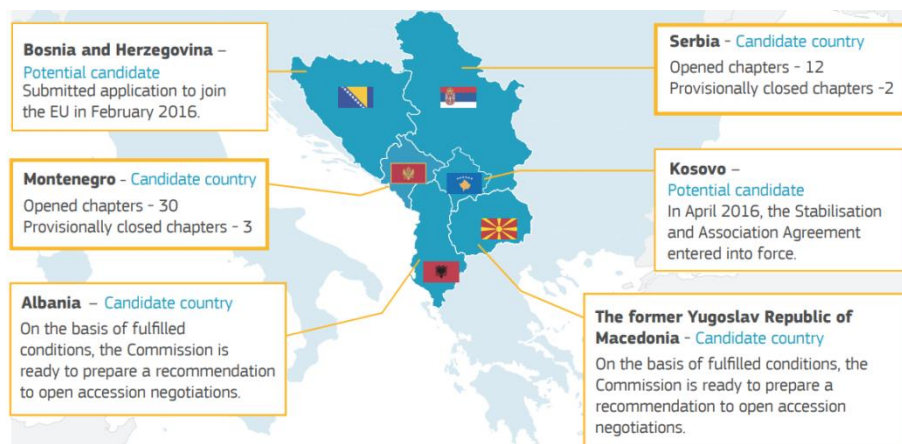 Bosnia and Herzegovina –
Potential candidate
Submitted application to join
the EU in February 2016.
Serbia - Candidate country
Opened chapters - 12
Provisionally closed chapters -2
Montenegro - Candidate country
Opened chapters - 30
Provisionally closed chapters - 3
Kosovo –
Potential candidate
In April 2016, the Stabilisation
and Association Agreement
entered into force.
Albania – Candidate country
On the basis of fulfilled
conditions, the Commission is
ready to prepare a recommendation
to open accession negotiations.
The former Yugoslav Republic of
Macedonia - Candidate country
On the basis of fulfilled conditions, the
Commission is ready to prepare a
recommendation to open accession
negotiations.